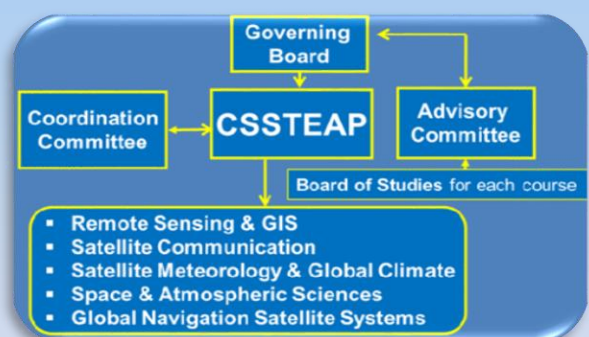 Governing
Board
Coordination
Committee
CSSTEAP
Advisory
Committee
Board of Studies for each course
▪ Remote Sensing & GIS
▪ Satellite Communication
▪ Satellite Meteorology & Global Climate
▪ Space & Atmospheric Sciences
▪ Global Navigation Satellite Systems